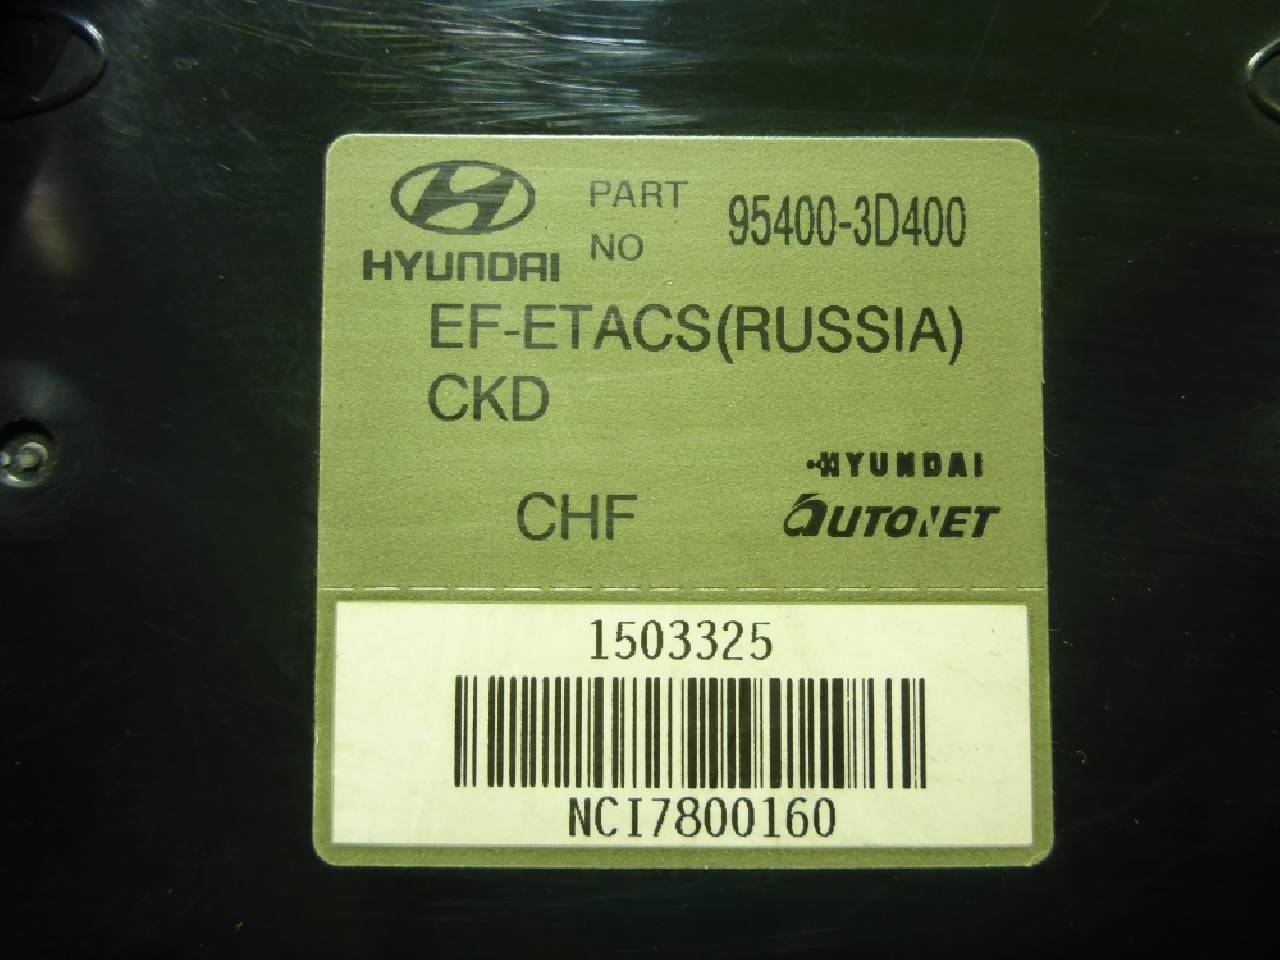 HYUNDAI
PART NO 95400-3D400
EF-ETACS(RUSSIA)
CKD
CHF
HYUNDAI
AUTONET
1503325
NCI7800160